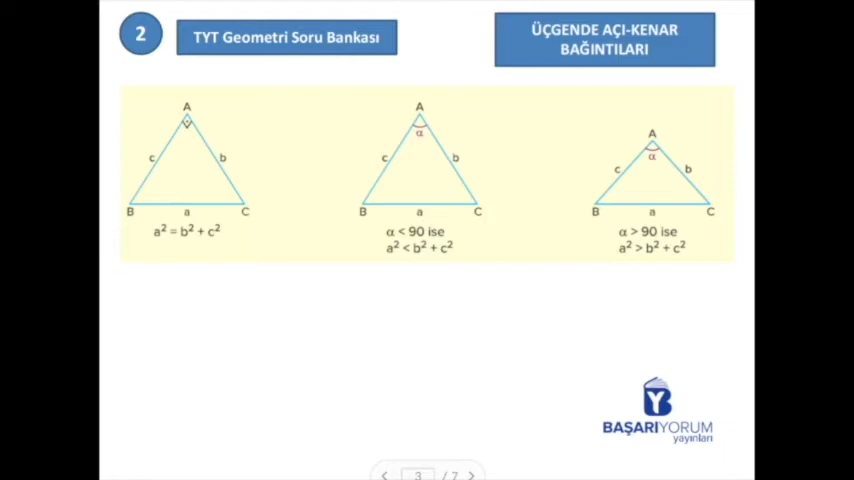 2
TYT Geometri Soru Bankası
ÜÇGENDE AÇI-KENAR
BAĞINTILARI
A
c
b
B
a
C
a² = b² + c²
A
α
c
b
B
a
C
α < 90 ise
a² < b² + c²
A
α
c
b
B
a
C
α > 90 ise
a² > b² + c²
BAŞARIYORUM
yayınları
3 / 7